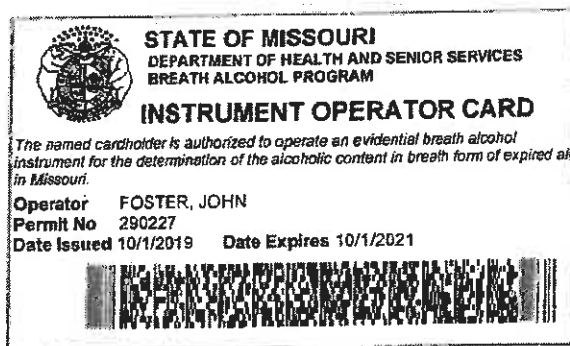 STATE OF MISSOURI
DEPARTMENT OF HEALTH AND SENIOR SERVICES
BREATH ALCOHOL PROGRAM
INSTRUMENT OPERATOR CARD
The named cardholder is authorized to operate an evidential breath alcohol
instrument for the determination of the alcoholic content in breath form of expired ai
in Missouri.
Operator FOSTER, JOHN
Permit No 290227
Date Issued 10/1/2019 Date Expires 10/1/2021